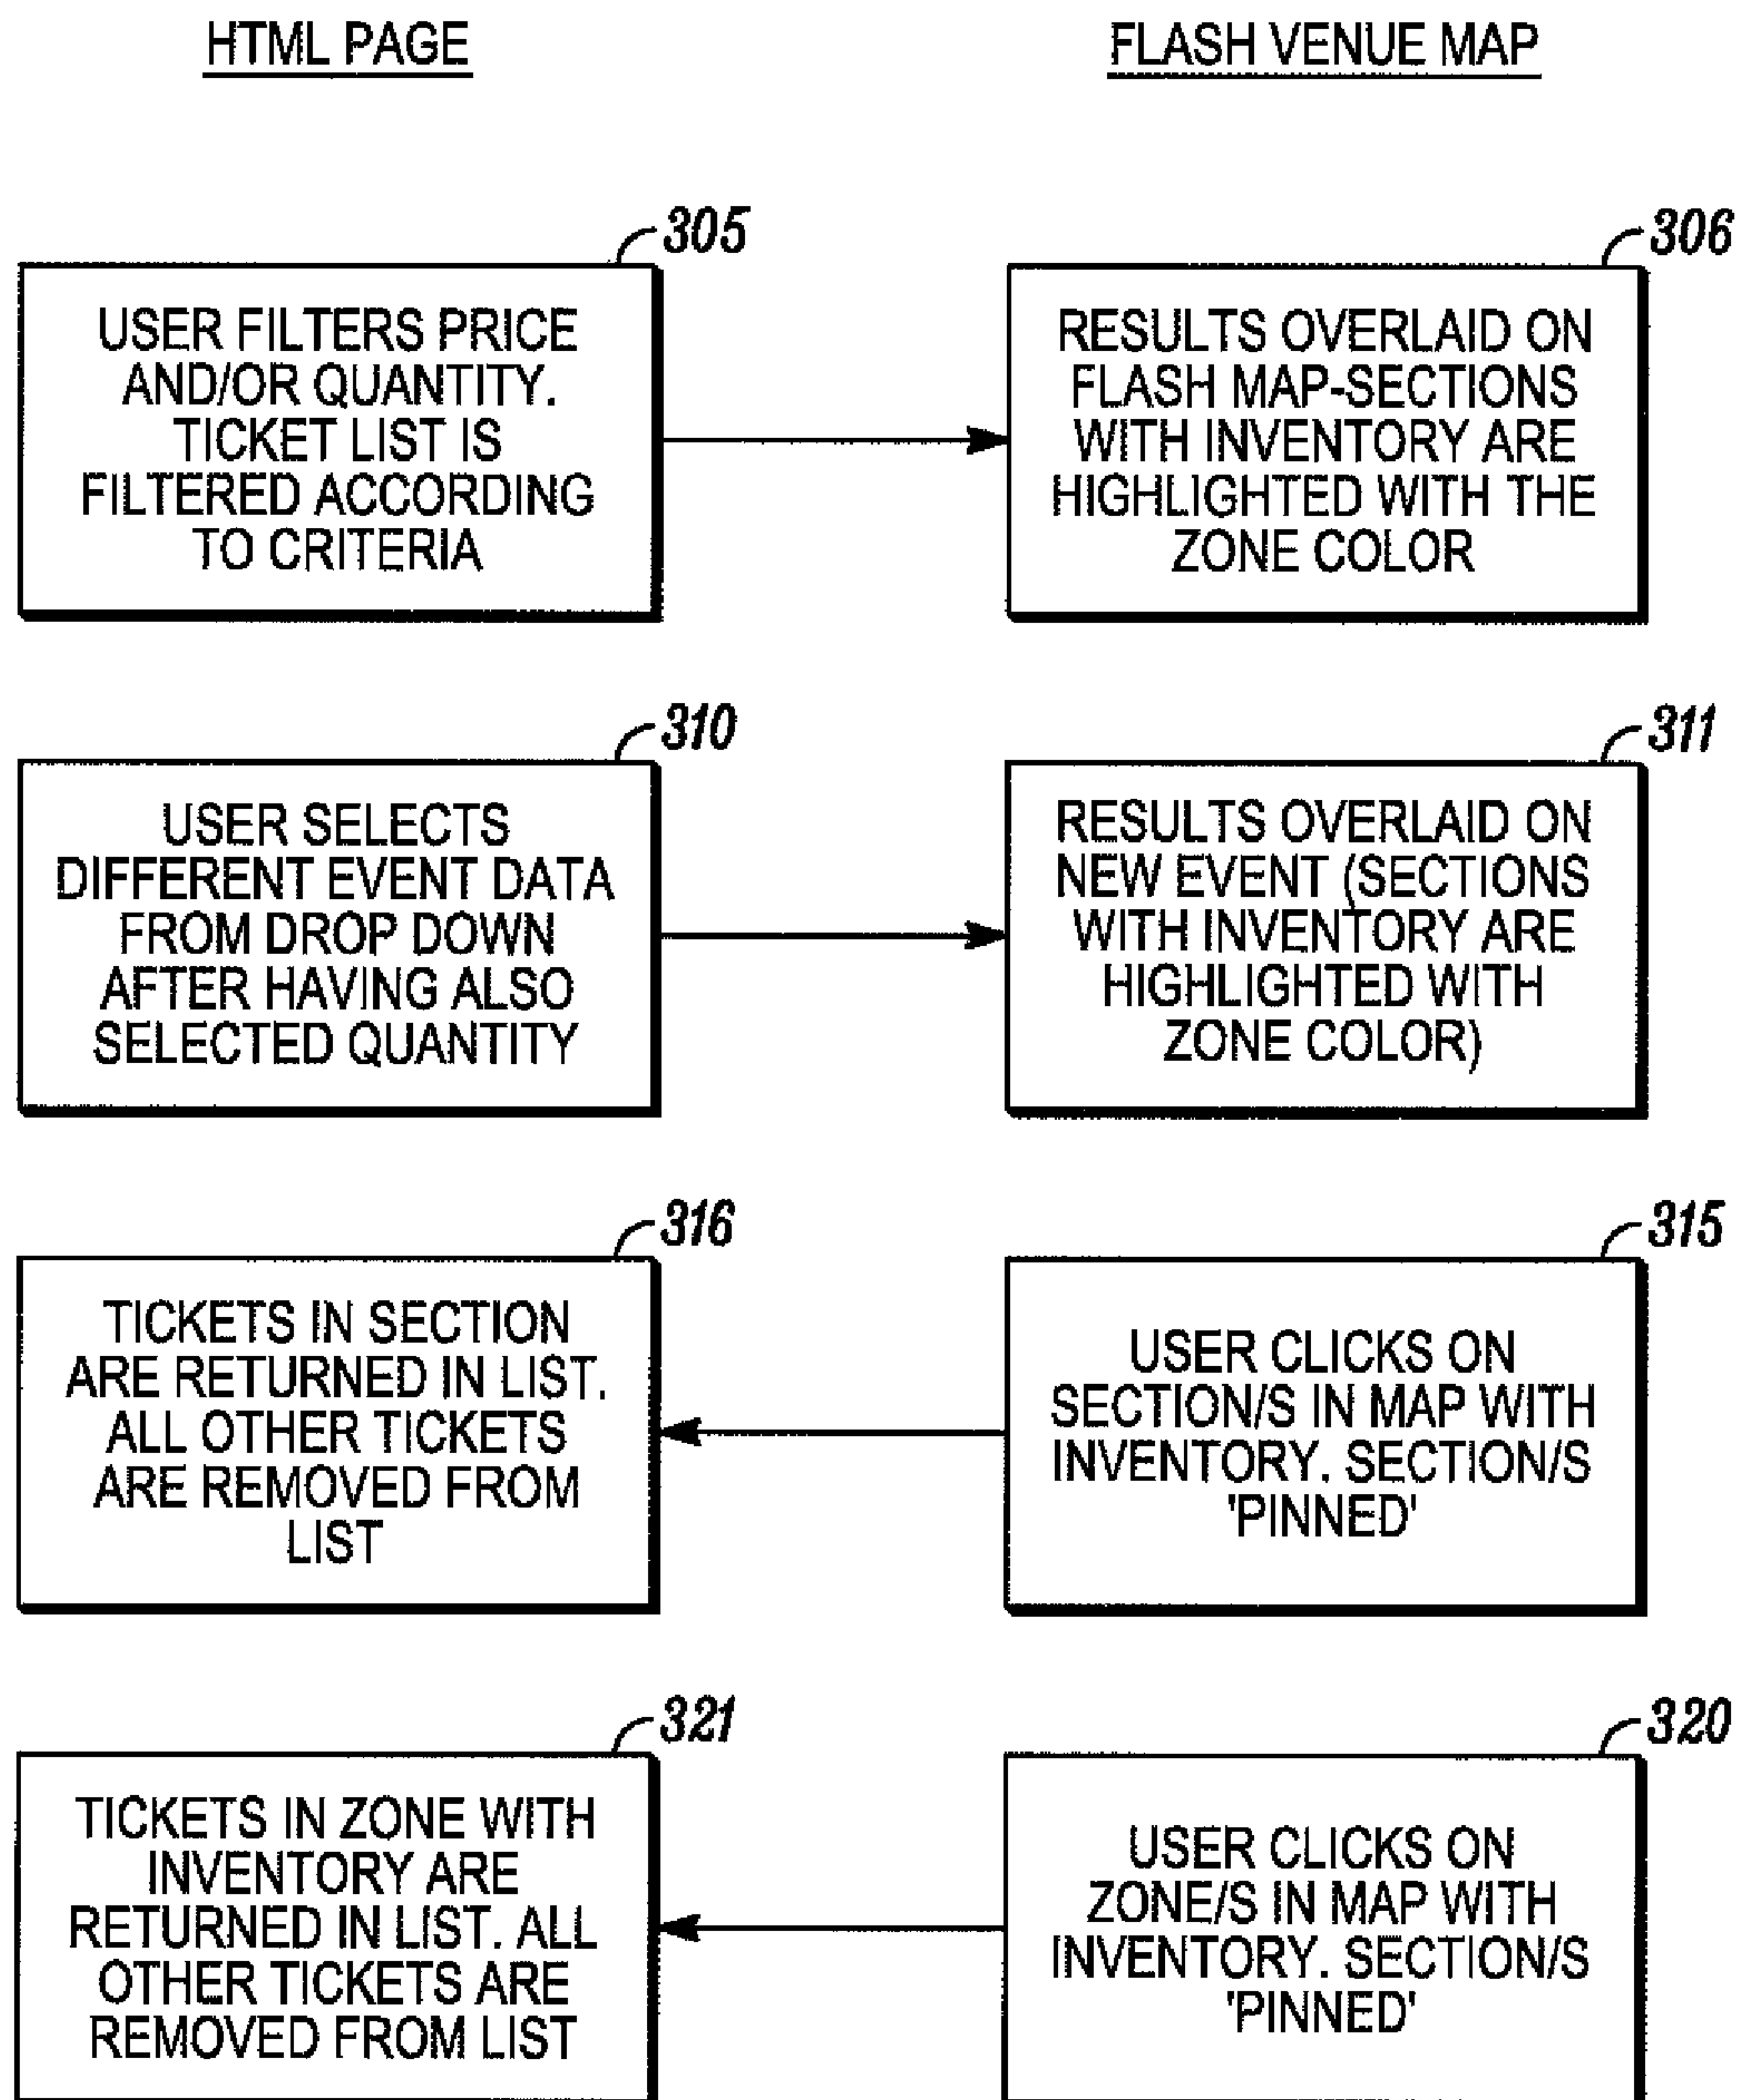 HTML PAGE
FLASH VENUE MAP
305
USER FILTERS PRICE
AND/OR QUANTITY.
TICKET LIST IS
FILTERED ACCORDING
TO CRITERIA
306
RESULTS OVERLAID ON
FLASH MAP-SECTIONS
WITH INVENTORY ARE
HIGHLIGHTED WITH THE
ZONE COLOR
310
USER SELECTS
DIFFERENT EVENT DATA
FROM DROP DOWN
AFTER HAVING ALSO
SELECTED QUANTITY
311
RESULTS OVERLAID ON
NEW EVENT (SECTIONS
WITH INVENTORY ARE
HIGHLIGHTED WITH
ZONE COLOR)
316
TICKETS IN SECTION
ARE RETURNED IN LIST.
ALL OTHER TICKETS
ARE REMOVED FROM
LIST
315
USER CLICKS ON
SECTION/S IN MAP WITH
INVENTORY. SECTION/S
'PINNED'
321
TICKETS IN ZONE WITH
INVENTORY ARE
RETURNED IN LIST. ALL
OTHER TICKETS ARE
REMOVED FROM LIST
320
USER CLICKS ON
ZONE/S IN MAP WITH
INVENTORY. SECTION/S
'PINNED'